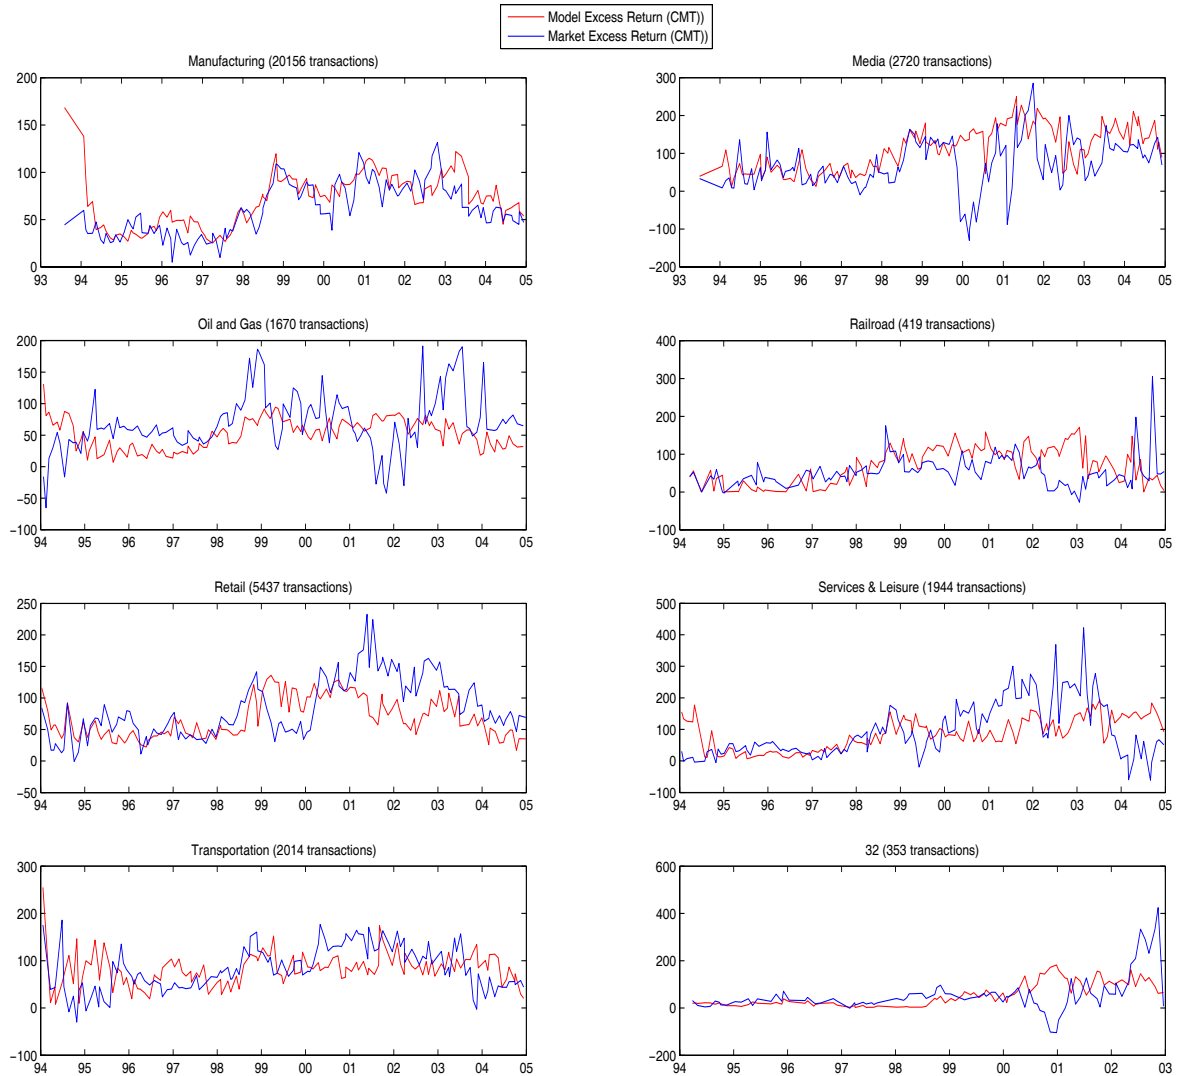 Model Excess Return (CMT))
Market Excess Return (CMT))
Manufacturing (20156 transactions)
200
150
100
50
0
93 94 95 96 97 98 99 00 01 02 03 04 05
Media (2720 transactions)
300
200
100
0
−100
−200
93 94 95 96 97 98 99 00 01 02 03 04 05
Oil and Gas (1670 transactions)
200
150
100
50
0
−50
−100
94 95 96 97 98 99 00 01 02 03 04 05
Railroad (419 transactions)
400
300
200
100
0
−100
94 95 96 97 98 99 00 01 02 03 04 05
Retail (5437 transactions)
250
200
150
100
50
0
−50
94 95 96 97 98 99 00 01 02 03 04 05
Services & Leisure (1944 transactions)
500
400
300
200
100
0
−100
94 95 96 97 98 99 00 01 02 03 04 05
Transportation (2014 transactions)
300
200
100
0
−100
94 95 96 97 98 99 00 01 02 03 04 05
32 (353 transactions)
600
400
200
0
−200
94 95 96 97 98 99 00 01 02 03